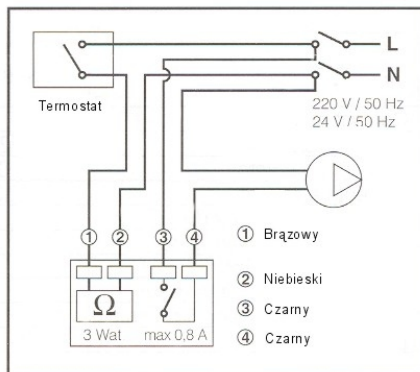 L
N
Termostat
220 V / 50 Hz
24 V / 50 Hz
① ② ③ ④
① Brązowy
② Niebieski
③ Czarny
④ Czarny
Ω
3 Wat max 0,8 A